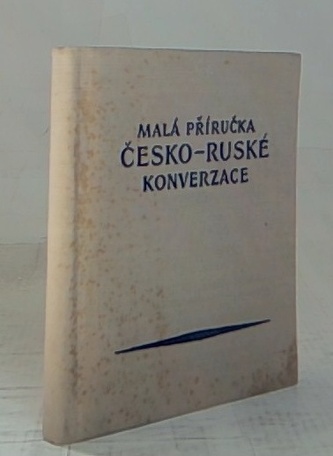 MALÁ PŘÍRUČKA
ČESKO-RUSKÉ
KONVERZACE